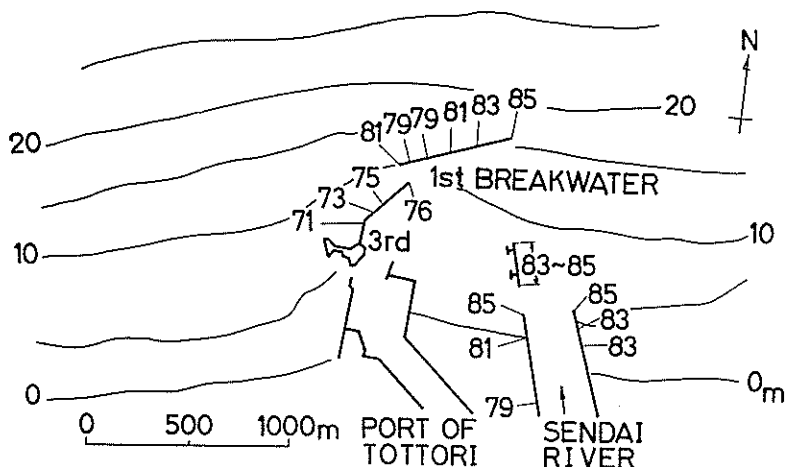 N
85
83
81
79
79
81
20
20
1st BREAKWATER
75
73
76
71
3rd
10
10
83~85
85
85
83
81
83
0
0m
79
0 500 1000m
PORT OF
TOTTORI
SENDAI
RIVER